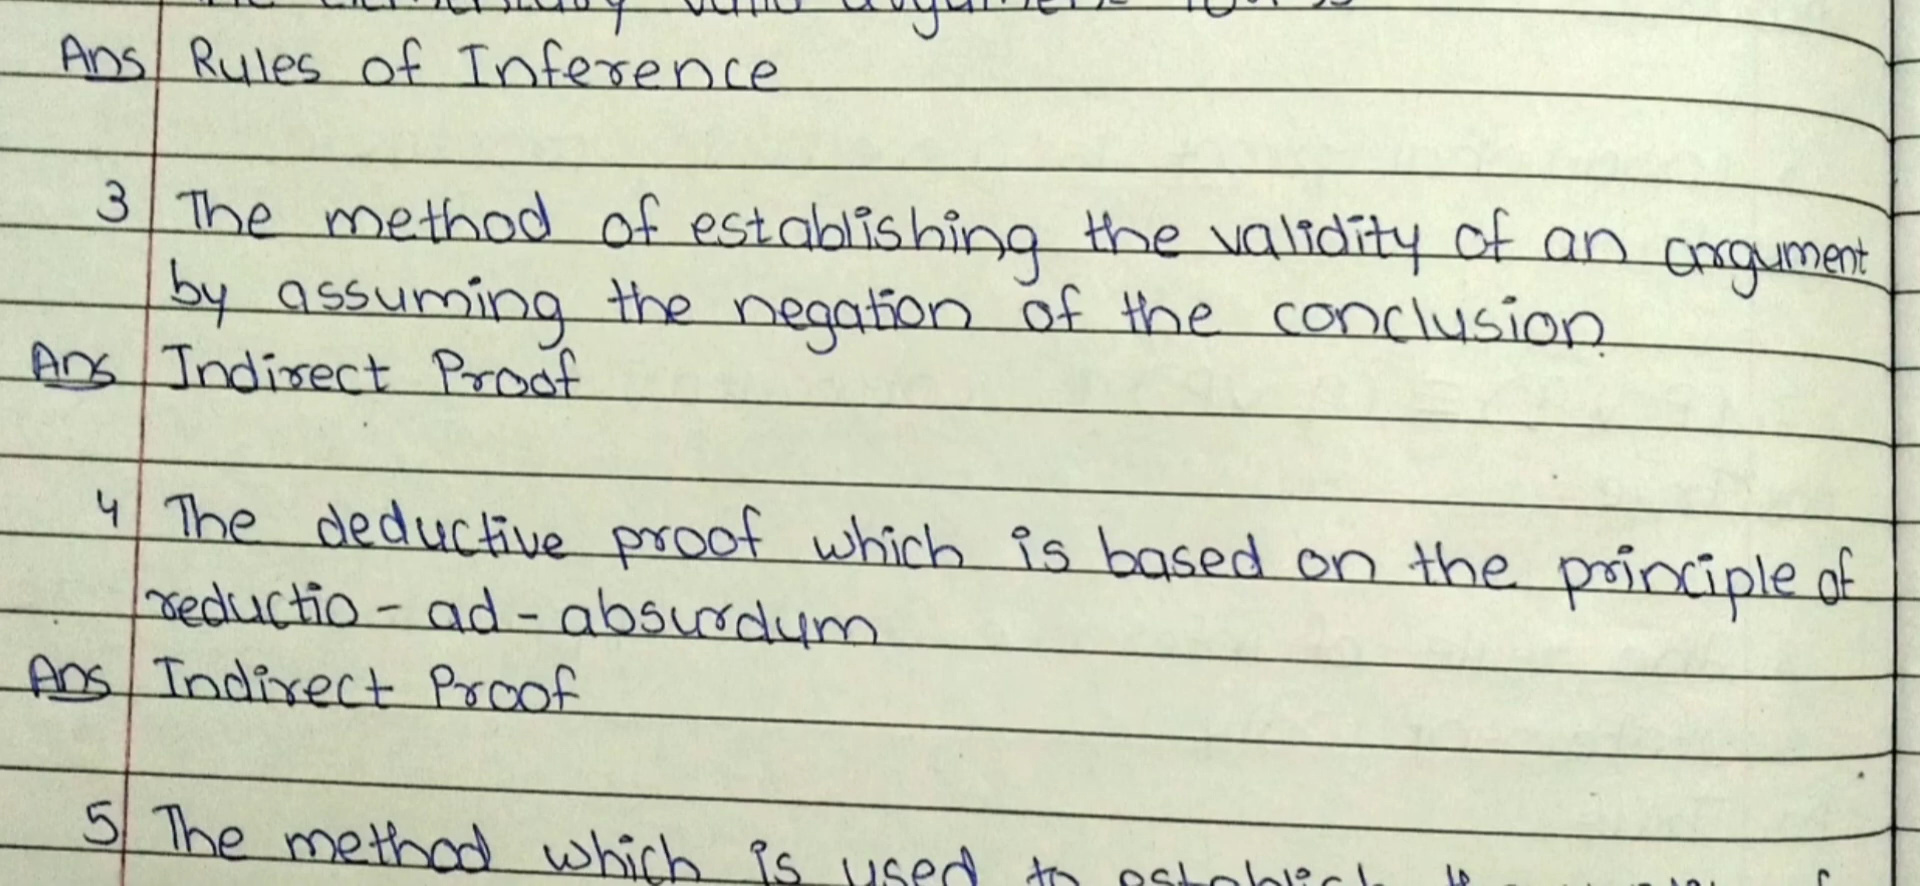 Ans Rules of Inference
3 The method of establishing the validity of an argument
by assuming the negation of the conclusion.
Ans Indirect Proof
4 The deductive proof which is based on the principle of
reductio-ad-absurdum
Ans Indirect Proof
5 The method which is used to establish